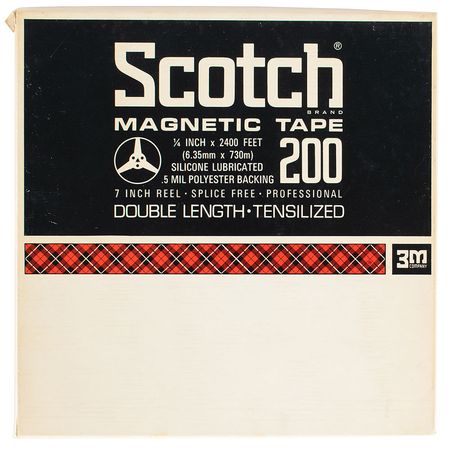 Scotch®
BRAND
MAGNETIC TAPE
¼ INCH x 2400 FEET
(6.35mm x 730m)
SILICONE LUBRICATED
.5 MIL POLYESTER BACKING
200
7 INCH REEL · SPLICE FREE · PROFESSIONAL
DOUBLE LENGTH · TENSILIZED
3M
COMPANY